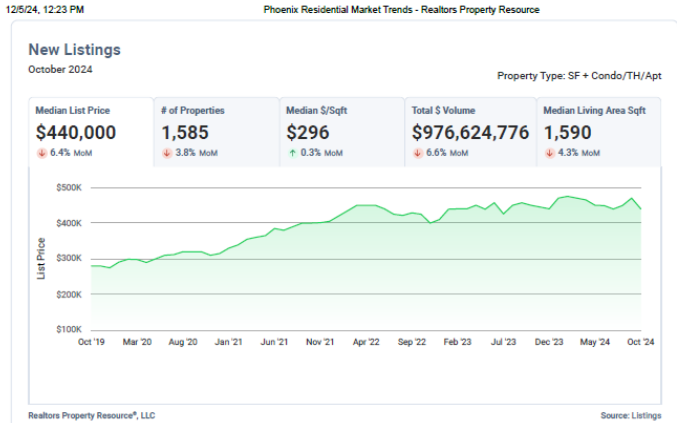 12/5/24, 12:23 PM Phoenix Residential Market Trends - Realtors Property Resource
New Listings
October 2024
Property Type: SF + Condo/TH/Apt
Median List Price # of Properties Median $/Sqft Total $ Volume Median Living Area Sqft
$440,000 1,585 $296 $976,624,776 1,590
6.4% MoM 3.8% MoM 0.3% MoM 6.6% MoM 4.3% MoM
$500K
$400K
$300K
$200K
$100K
List Price
Oct '19 Mar '20 Aug '20 Jan '21 Jun '21 Nov '21 Apr '22 Sep '22 Feb '23 Jul '23 Dec '23 May '24 Oct '24
Realtors Property Resource®, LLC Source: Listings